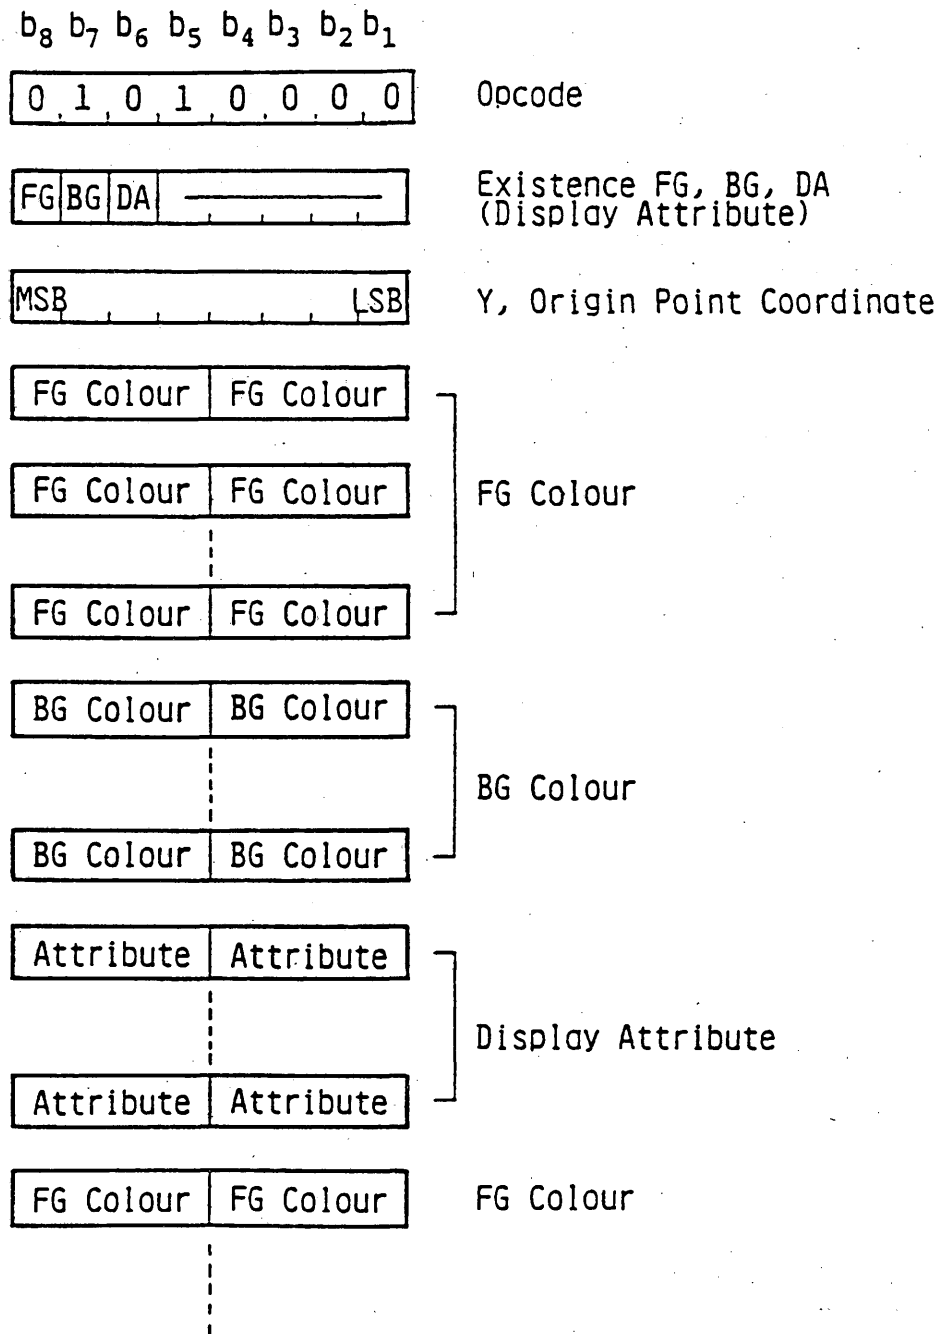 b8 b7 b6 b5 b4 b3 b2 b1
0 1 0 1 0 0 0 0 Opcode
FG BG DA Existence FG, BG, DA
(Display Attribute)
MSB LSB Y, Origin Point Coordinate
FG Colour FG Colour
FG Colour FG Colour FG Colour
FG Colour FG Colour
BG Colour BG Colour
BG Colour
BG Colour BG Colour
Attribute Attribute
Display Attribute
Attribute Attribute
FG Colour FG Colour FG Colour